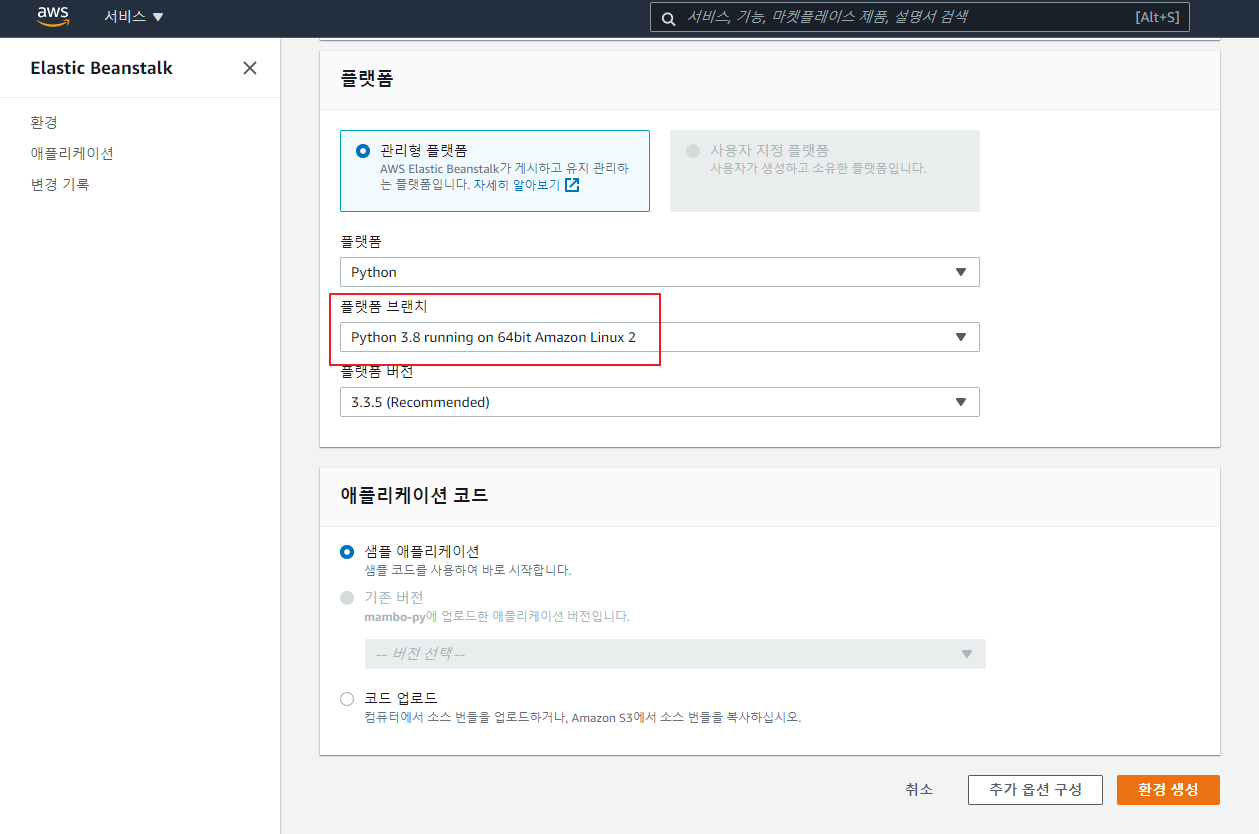 aws 서비스 ▼ 서비스, 기능, 마켓플레이스 제품, 설명서 검색 [Alt+S]
Elastic Beanstalk
환경
애플리케이션
변경 기록
플랫폼
관리형 플랫폼
AWS Elastic Beanstalk가 게시하고 유지 관리하
는 플랫폼입니다. 자세히 알아보기
사용자 지정 플랫폼
사용자가 생성하고 소유한 플랫폼입니다.
플랫폼
Python
플랫폼 브랜치
Python 3.8 running on 64bit Amazon Linux 2
플랫폼 버전
3.3.5 (Recommended)
애플리케이션 코드
샘플 애플리케이션
샘플 코드를 사용하여 바로 시작합니다.
기존 버전
mambo-py에 업로드한 애플리케이션 버전입니다.
-- 버전 선택 --
코드 업로드
컴퓨터에서 소스 번들을 업로드하거나, Amazon S3에서 소스 번들을 복사하십시오.
취소 추가 옵션 구성 환경 생성